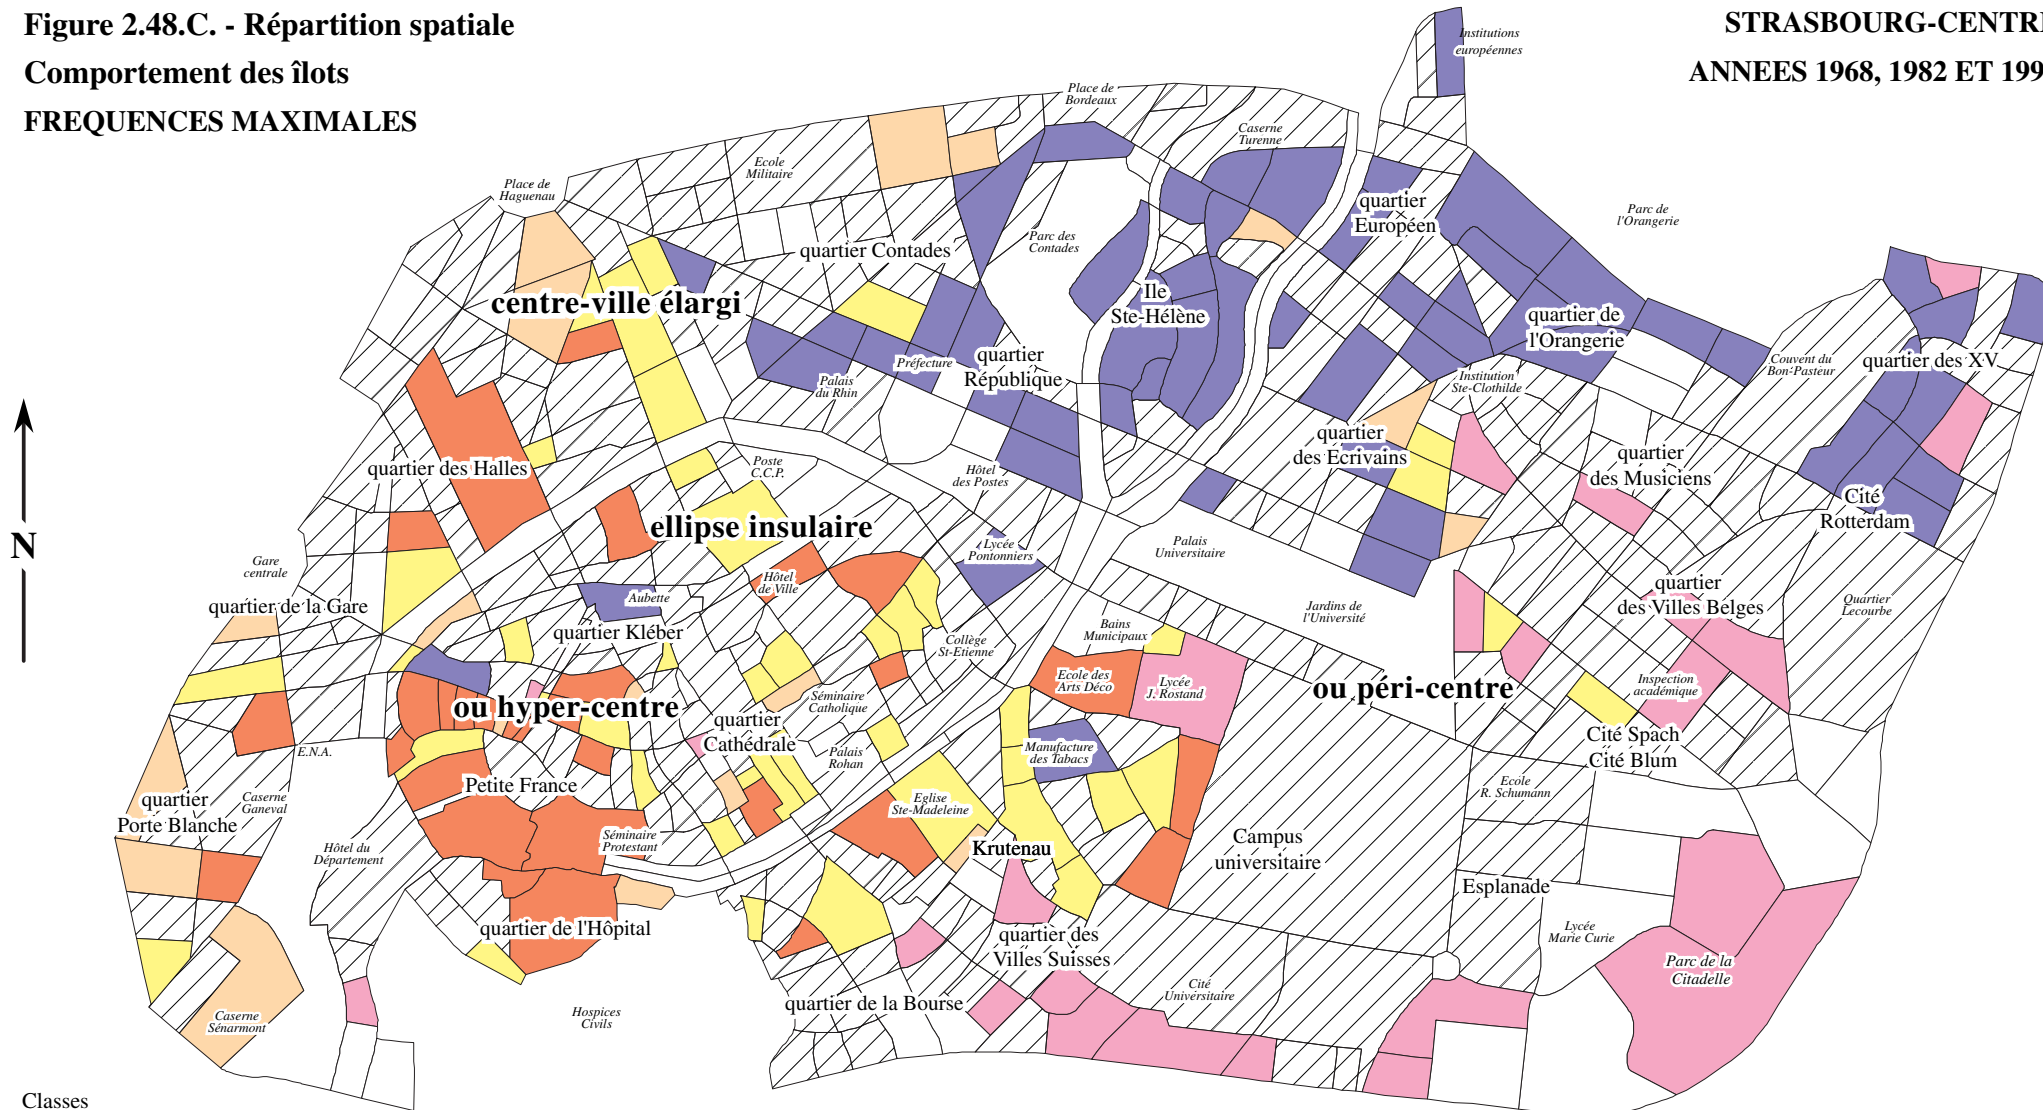 Figure 2.48.C. - Répartition spatiale
Comportement des îlots
FREQUENCES MAXIMALES
STRASBOURG-CENTRE
ANNEES 1968, 1982 ET 199
Institutions
européennes
Place de
Bordeaux
Caserne
Turenne
Ecole
Militaire
Place de
Haguenau
quartier
Européen
Parc de
l'Orangerie
quartier Contades
Parc des
Contades
centre-ville élargi
Ile
Ste-Hélène
quartier de
l'Orangerie
Couvent du
Bon-Pasteur
quartier des XV
Préfecture
quartier
République
Palais
du Rhin
Institution
Ste-Clothilde
quartier
des Ecrivains
quartier
des Musiciens
quartier des Halles
Poste
C.C.P.
Hôtel
des Postes
Cité
Rotterdam
ellipse insulaire
N
Lycée
Pontonniers
Palais
Universitaire
Gare
centrale
Hôtel
de Ville
Aubette
quartier de la Gare
quartier Kléber
Collège
St-Etienne
Bains
Municipaux
Jardins de
l'Université
quartier
des Villes Belges
Quartier
Lecourbe
Ecole des
Arts Déco
Lycée
J. Rostand
ou péri-centre
Inspection
académique
ou hyper-centre
Séminaire
Catholique
quartier
Cathédrale
Palais
Rohan
Manufacture
des Tabacs
Cité Spach
Cité Blum
E.N.A.
Petite France
Ecole
R. Schumann
quartier
Porte Blanche
Caserne
Ganeval
Eglise
Ste-Madeleine
Hôtel du
Département
Séminaire
Protestant
Krutenau
Campus
universitaire
Esplanade
quartier de l'Hôpital
quartier des
Villes Suisses
Lycée
Marie Curie
Parc de la
Citadelle
Cité
Universitaire
quartier de la Bourse
Caserne
Sénarmont
Hospices
Civils
Classes